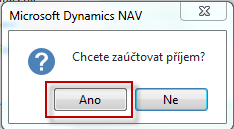 Microsoft Dynamics NAV
Chcete zaúčtovat příjem?
Ano
Ne